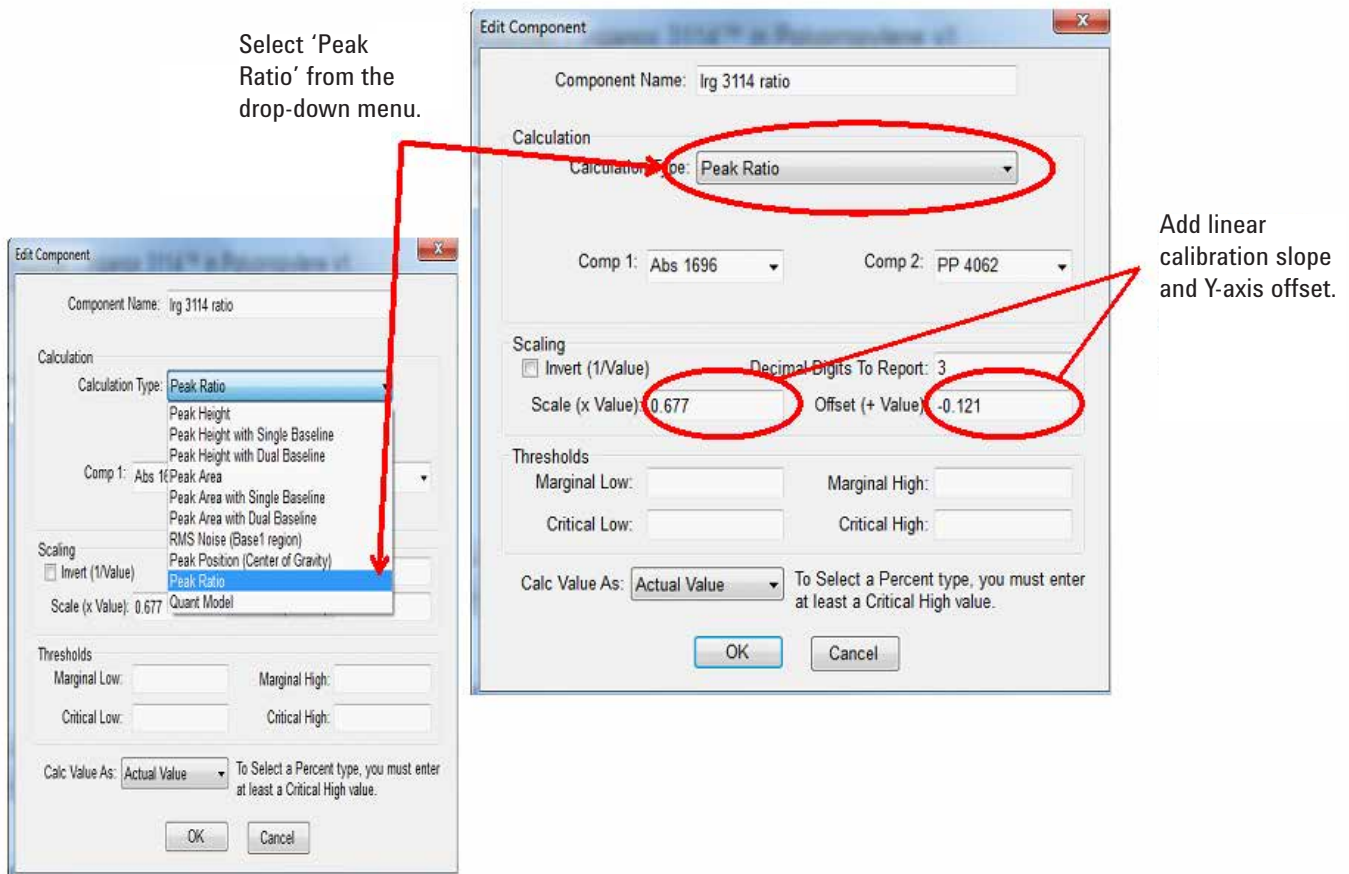 Select ‘Peak
Ratio’ from the
drop-down menu.
Edit Component
Component Name: Irg 3114 ratio
Calculation
Calculation Type: Peak Ratio
Comp 1: Abs 1696 Comp 2: PP 4062
Scaling
Invert (1/Value) Decimal Digits To Report: 3
Scale (x Value): 0.677 Offset (+ Value) -0.121
Thresholds
Marginal Low: Marginal High:
Critical Low: Critical High:
Calc Value As: Actual Value To Select a Percent type, you must enter
at least a Critical High value.
OK Cancel
Add linear
calibration slope
and Y-axis offset.
Edit Component
Component Name: Irg 3114 ratio
Calculation
Calculation Type: Peak Ratio
Peak Height
Peak Height with Single Baseline
Peak Height with Dual Baseline
Comp 1: Abs 16 Peak Area
Peak Area with Single Baseline
Peak Area with Dual Baseline
RMS Noise (Base1 region)
Scaling
Peak Position (Center of Gravity)
Invert (1/Value) Peak Ratio
Scale (x Value): 0.677 Quant Model
Thresholds
Marginal Low: Marginal High:
Critical Low: Critical High:
Calc Value As: Actual Value To Select a Percent type, you must enter
at least a Critical High value.
OK Cancel